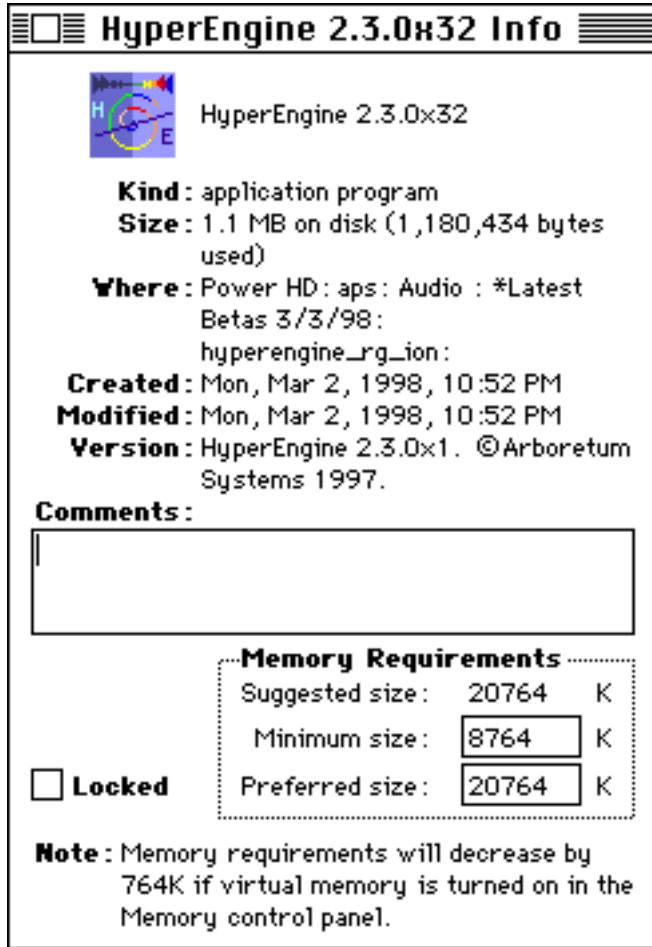 HyperEngine 2.3.0x32 Info
H E
HyperEngine 2.3.0x32
Kind: application program
Size: 1.1 MB on disk (1,180,434 bytes
used)
Where: Power HD: aps: Audio : *Latest
Betas 3/3/98:
hyperengine_rg_ion:
Created: Mon, Mar 2, 1998, 10:52 PM
Modified: Mon, Mar 2, 1998, 10:52 PM
Version: HyperEngine 2.3.0x1. ©Arboretum
Systems 1997.
Comments:
Memory Requirements
Suggested size: 20764 K
Minimum size: 8764 K
Locked
Preferred size: 20764 K
Note: Memory requirements will decrease by
764K if virtual memory is turned on in the
Memory control panel.